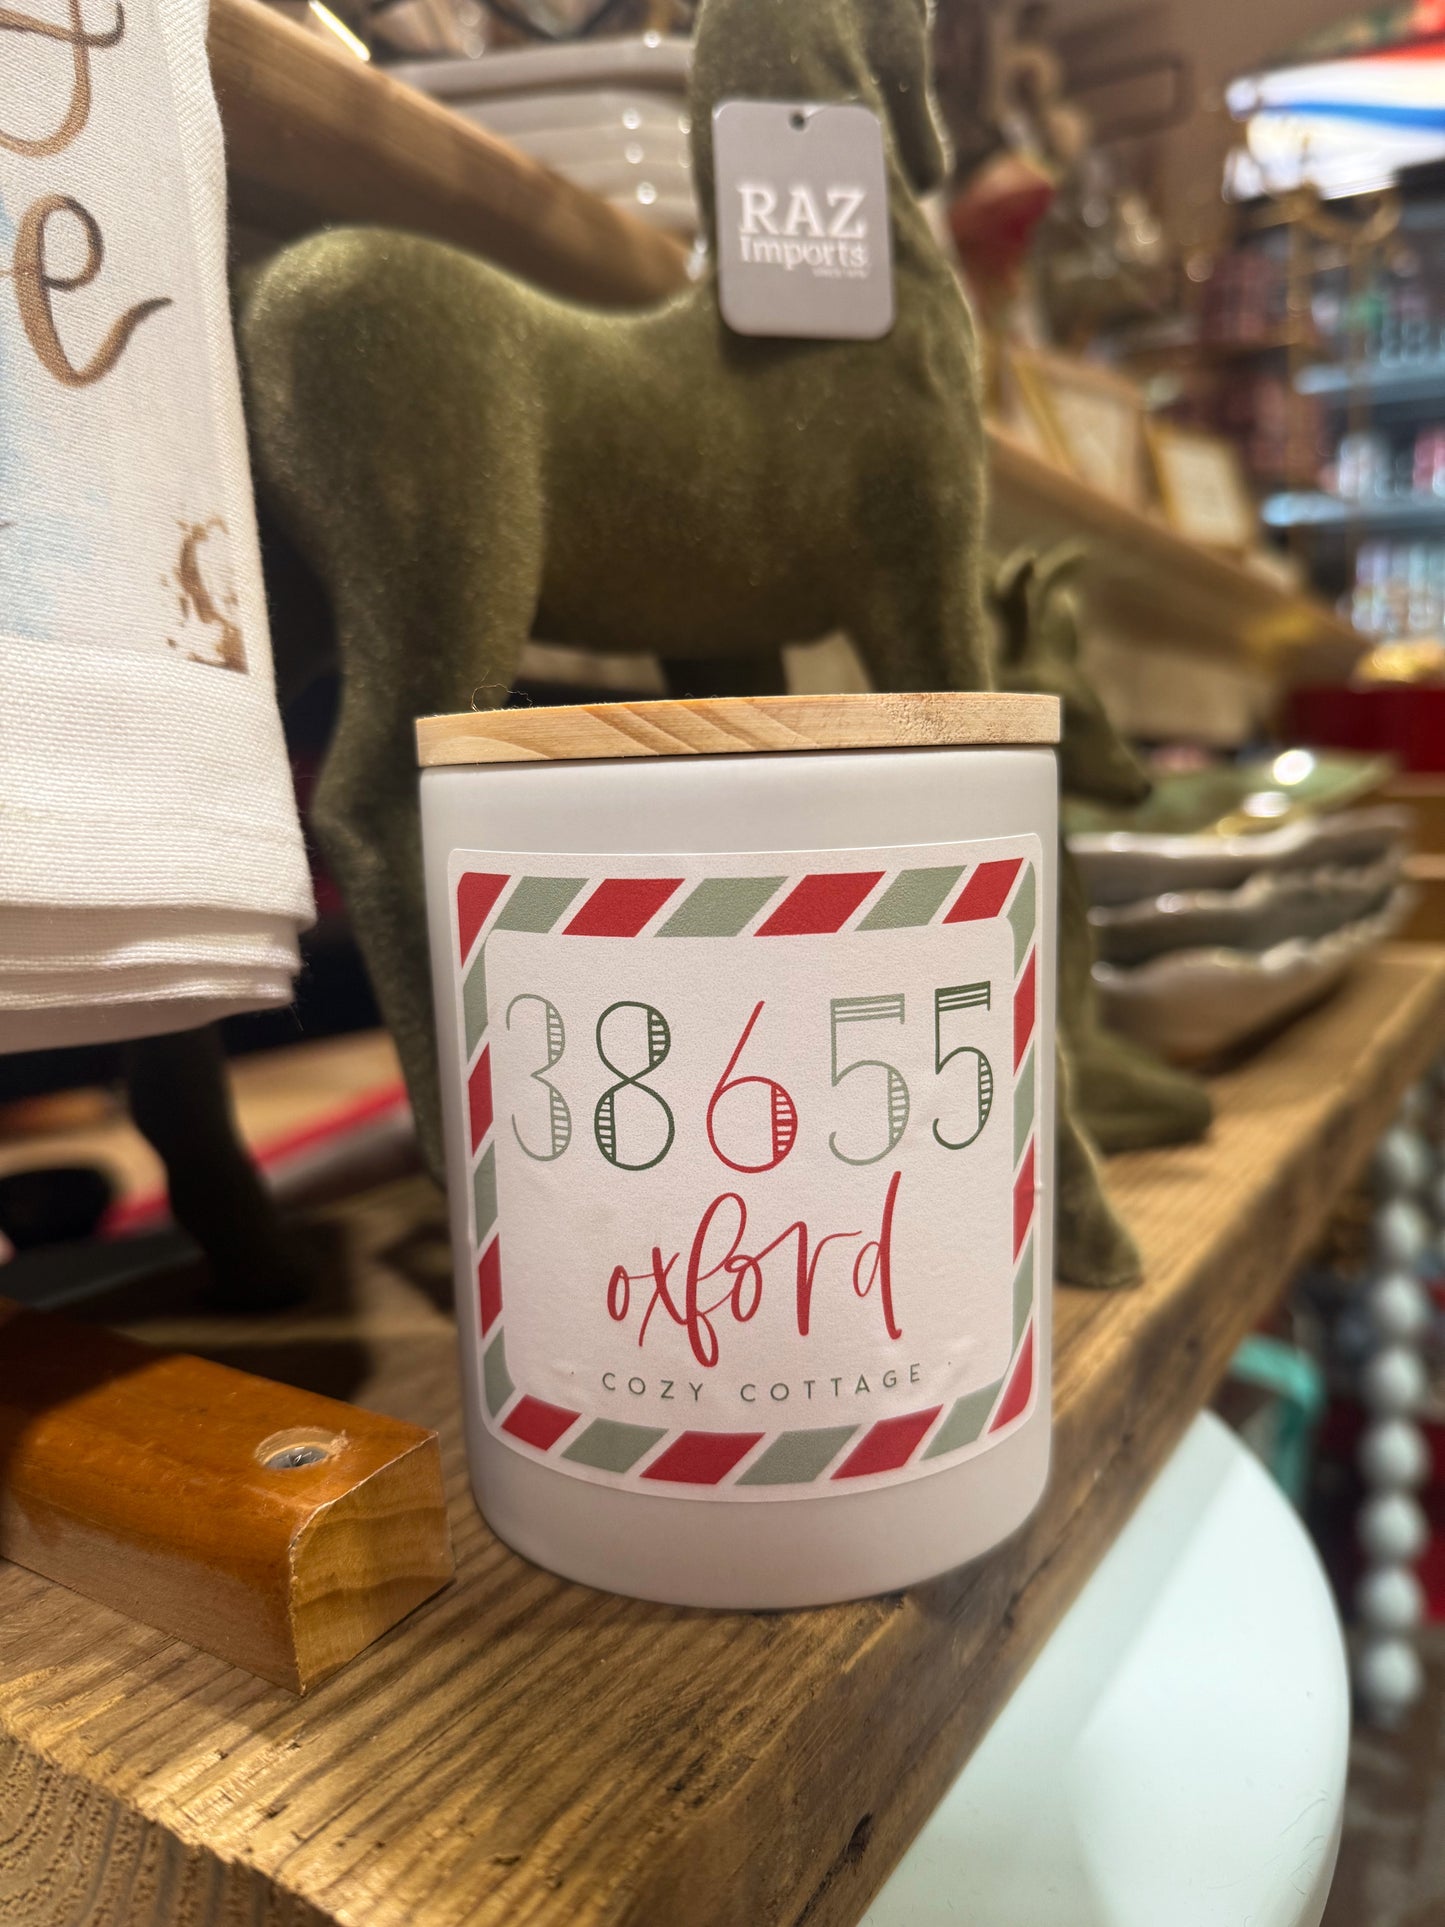 RAZ
Imports
e
38655
oxford
COZY COTTAGE